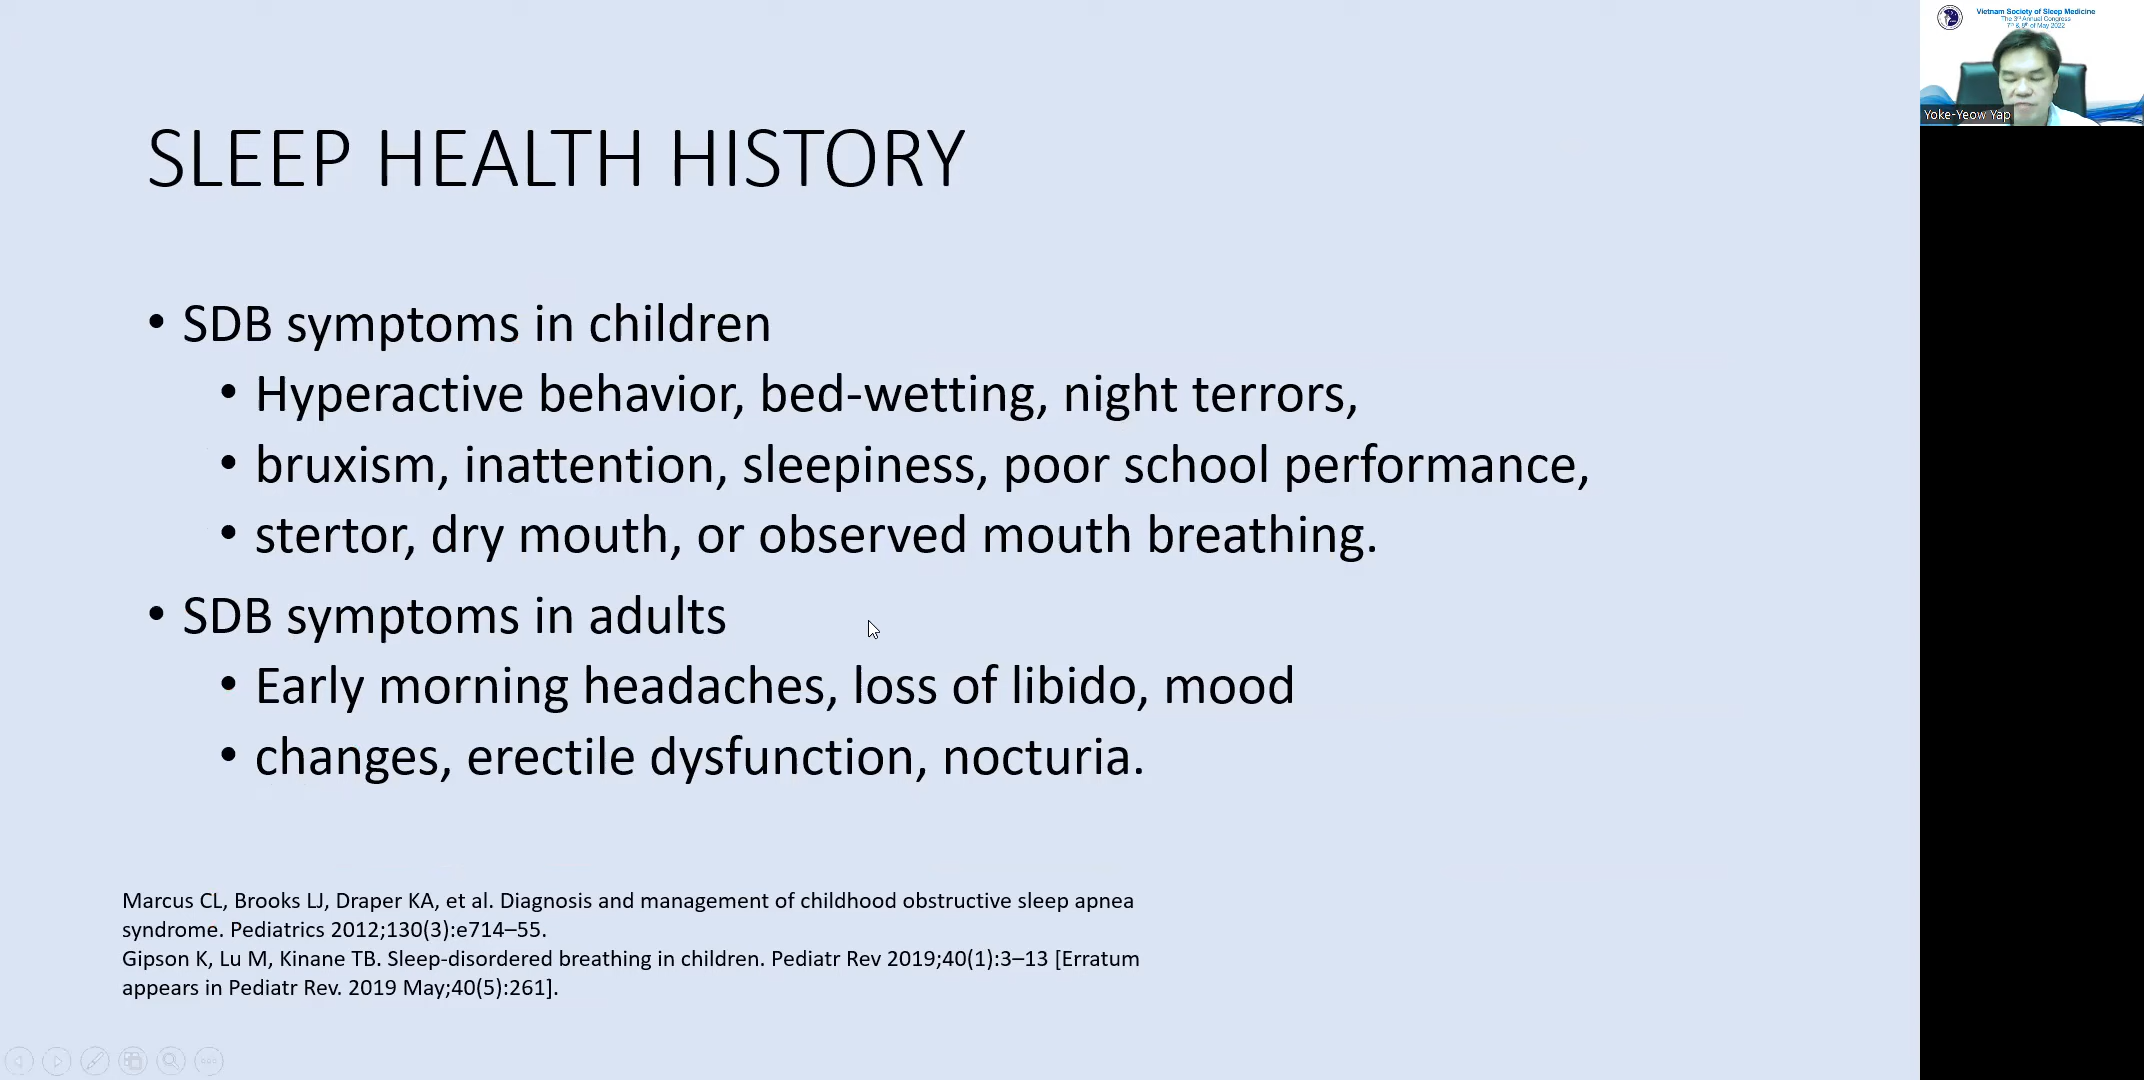 Vietnam Society of Sleep Medicine
The 3rd Annual Congress
7th & 8th of May 2022
Yoke-Yeow Yap
SLEEP HEALTH HISTORY
• SDB symptoms in children
• Hyperactive behavior, bed-wetting, night terrors,
• bruxism, inattention, sleepiness, poor school performance,
• stertor, dry mouth, or observed mouth breathing.
• SDB symptoms in adults
• Early morning headaches, loss of libido, mood
• changes, erectile dysfunction, nocturia.
Marcus CL, Brooks LJ, Draper KA, et al. Diagnosis and management of childhood obstructive sleep apnea
syndrome. Pediatrics 2012;130(3):e714–55.
Gipson K, Lu M, Kinane TB. Sleep-disordered breathing in children. Pediatr Rev 2019;40(1):3–13 [Erratum
appears in Pediatr Rev. 2019 May;40(5):261].